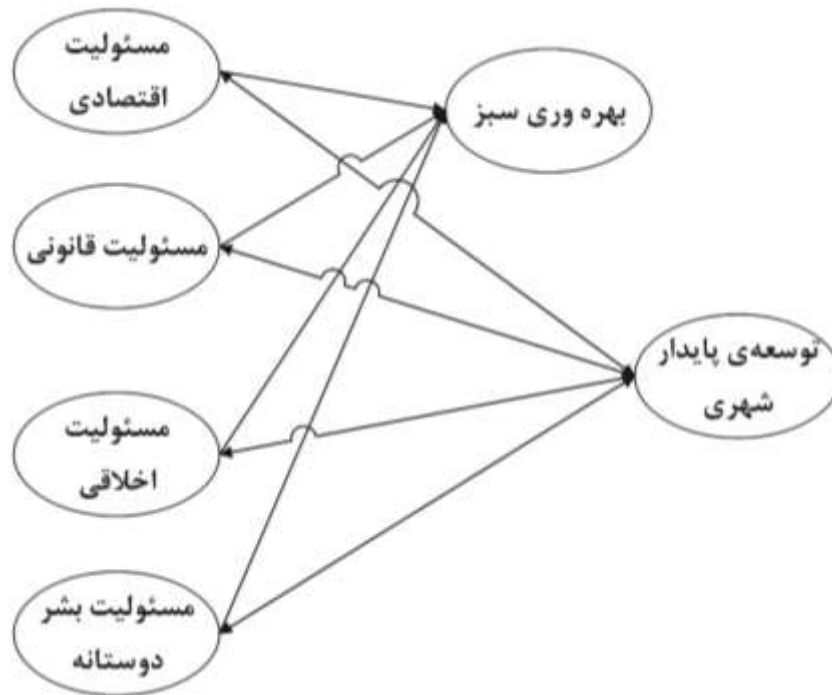 مسئولیت
اقتصادی
بهره وری سبز
مسئولیت قانونی
توسعه‌ی پایدار
شهری
مسئولیت
اخلاقی
مسئولیت بشر
دوستانه